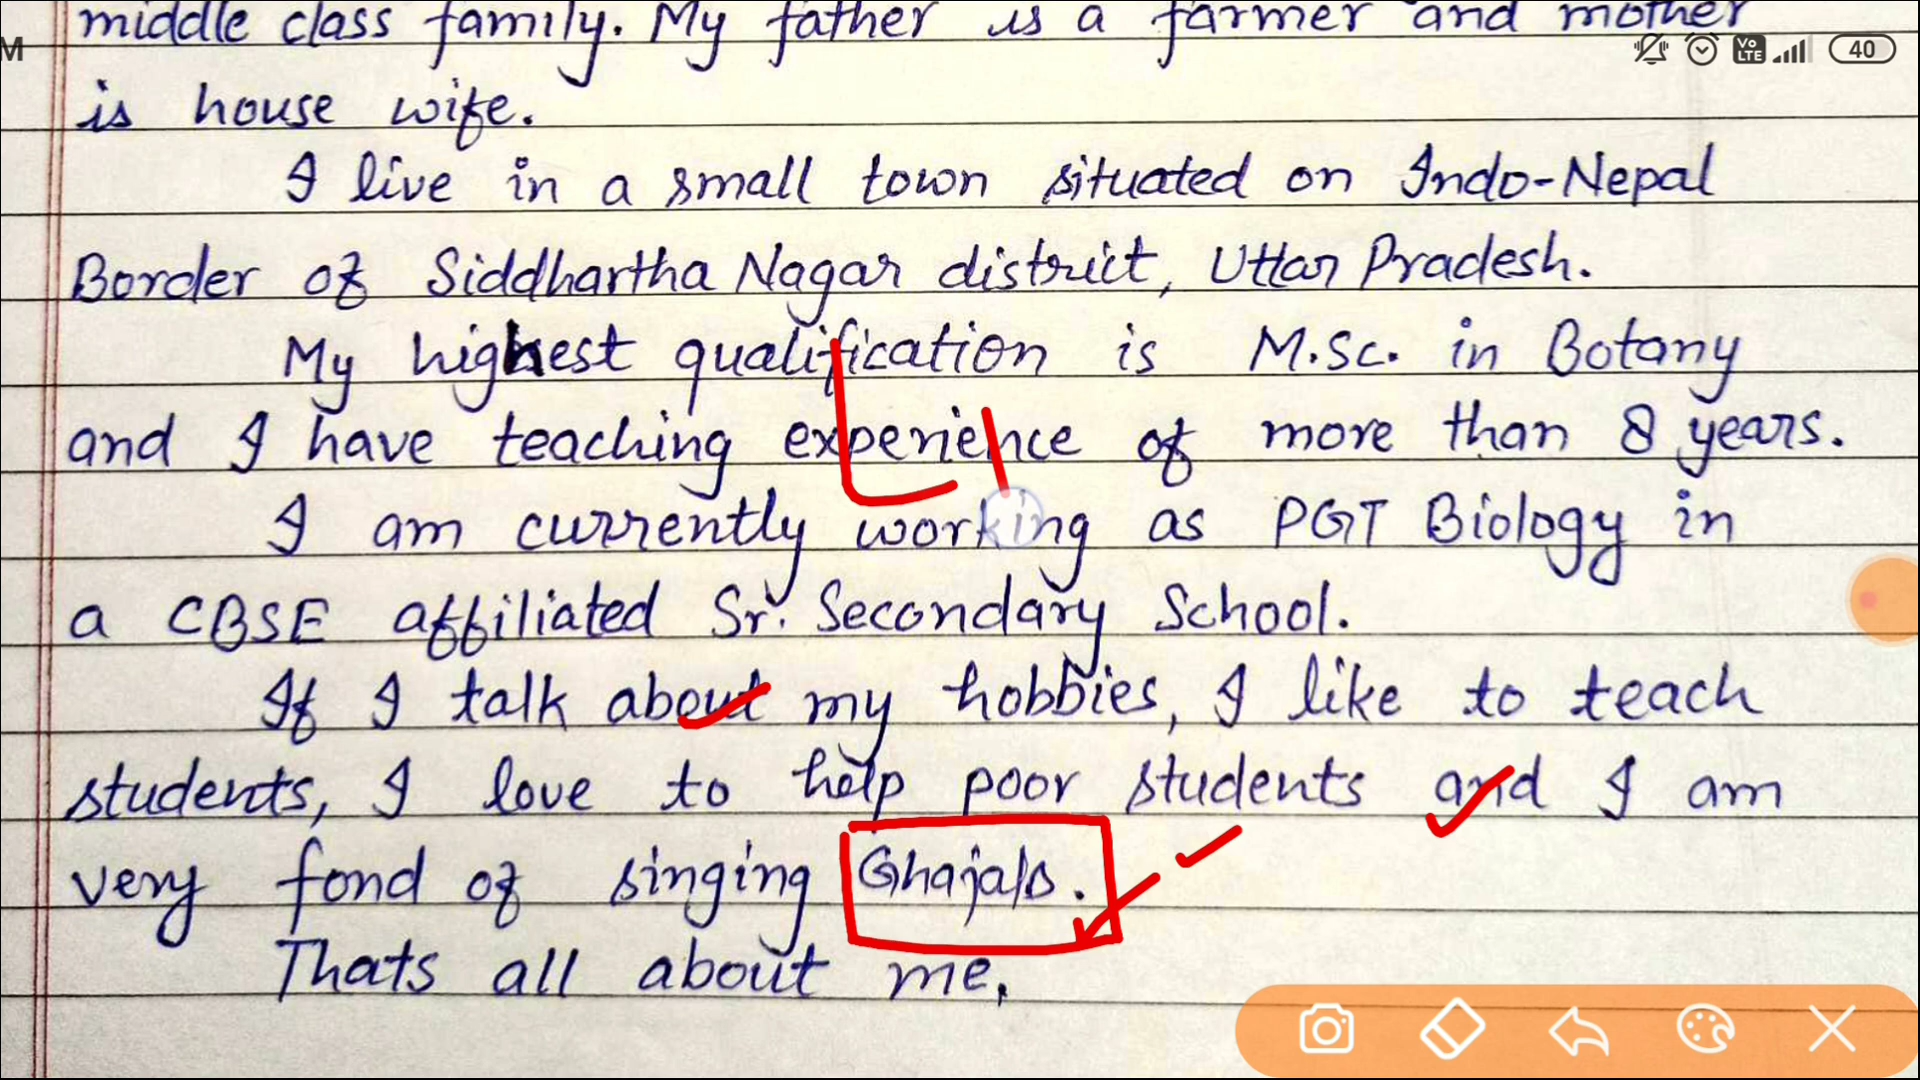 middle class family. My father is a farmer and mother
M
VoLTE 40
is house wife.
I live in a small town situated on Indo-Nepal
Border of Siddhartha Nagar district, Uttar Pradesh.
My highest qualification is M.Sc. in Botany
and I have teaching experience of more than 8 years.
I am currently working as PGT Biology in
a CBSE affiliated Sr. Secondary School.
If I talk about my hobbies, I like to teach
students, I love to help poor students and I am
very fond of singing Ghajals.
Thats all about me.